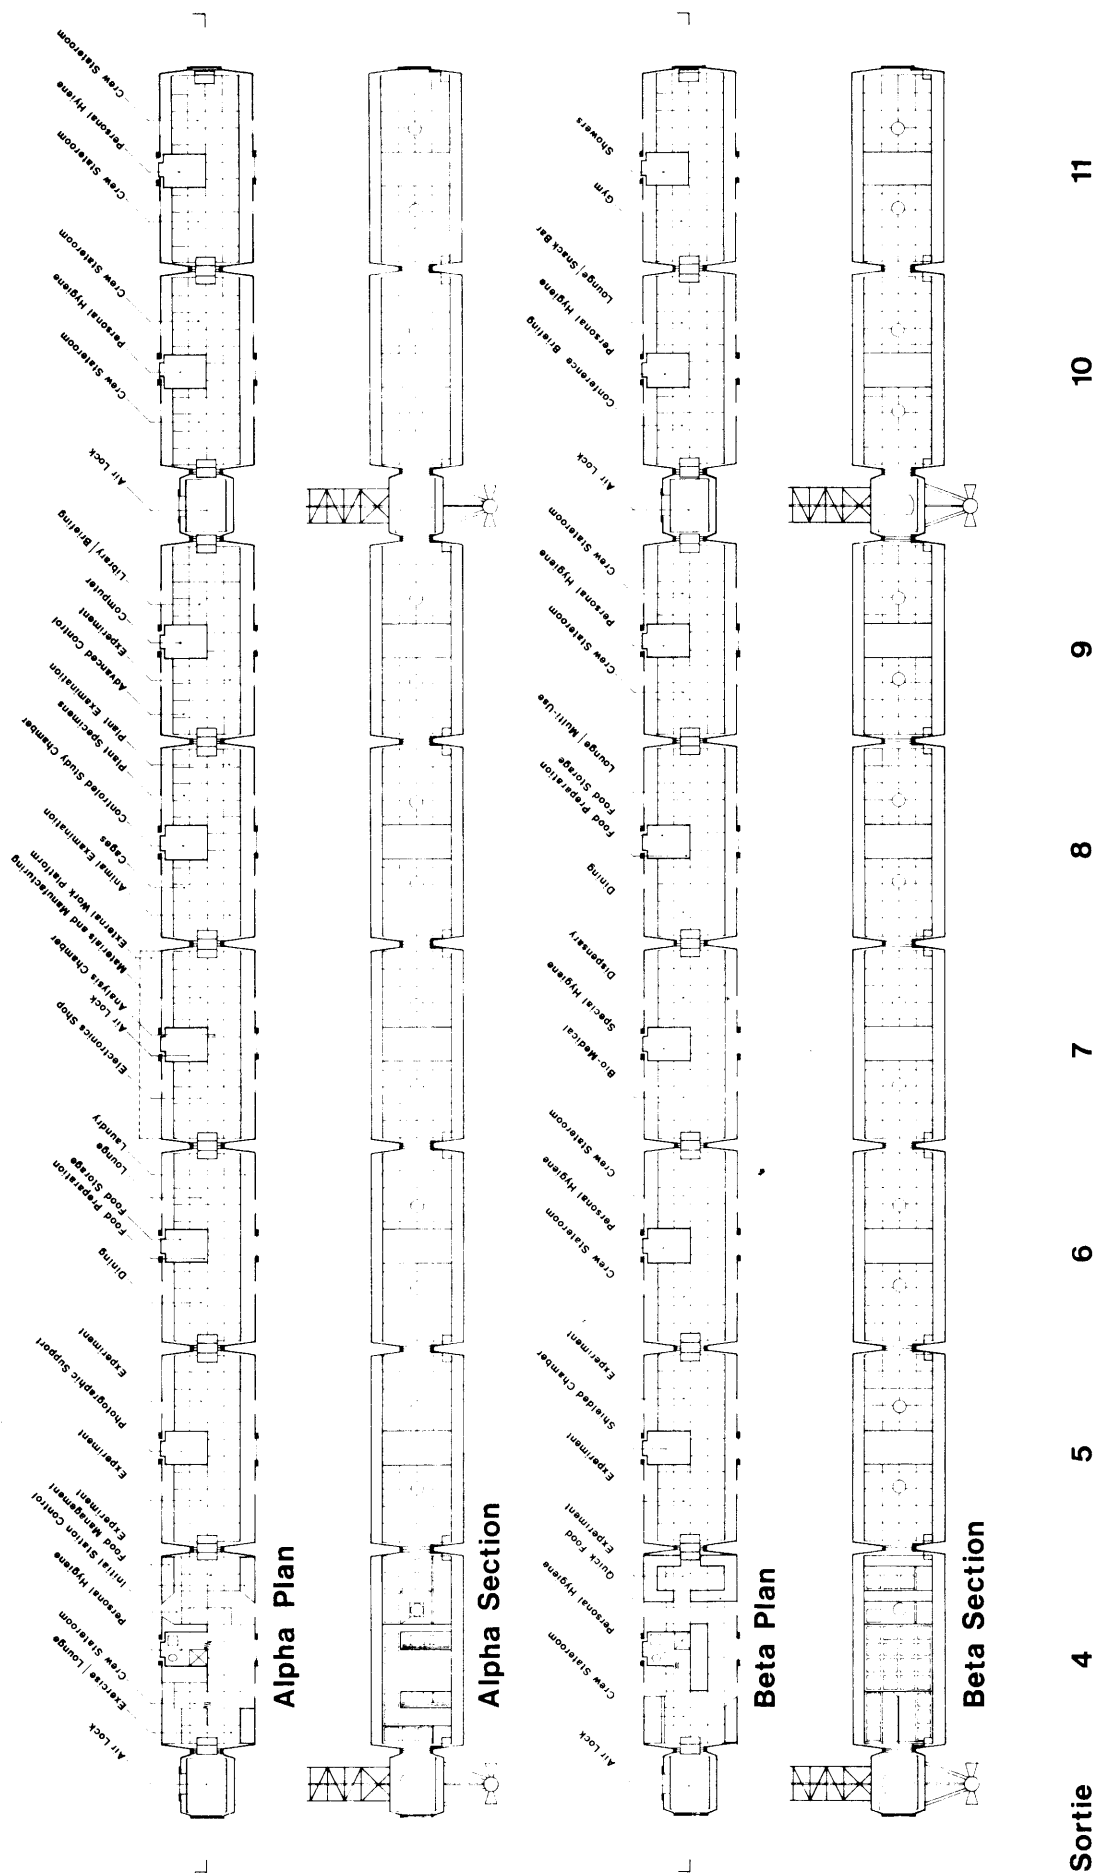 Air Lock
Exercise/Lounge
Crew Stateroom
Personal Hygiene
Initial Station Control
Food Management
Experiment
Experiment
Photographic Support
Experiment
Dining
Food Preparation
Food Storage
Lounge
Laundry
Electronics Shop
Air Lock
Analysis Chamber
Materials and Manufacturing
External Work Platform
Animal Examination
Cages
Controled Study Chamber
Plant Specimens
Plant Examination
Advanced Control
Experiment
Computer
Library/Briefing
Air Lock
Crew Stateroom
Personal Hygiene
Crew Stateroom
Crew Stateroom
Personal Hyiene
Crew Stateroom
Alpha Plan
Alpha Section
Air Lock
Crew Stateroom
Personal Hygiene
Quick Food
Experiment
Experiment
Shielded Chamber
Experiment
Crew Stateroom
Personal Hygiene
Crew Stateroom
Bio-Medical
Special Hygiene
Dispensary
Dining
Food Preparation
Food Storage
Lounge/Multi-Use
Crew Stateroom
Personal Hygiene
Crew Stateroom
Air Lock
Conference Briefing
Personal Hygiene
Lounge/Snack Bar
Gym
Showers
Beta Plan
Beta Section
Sortie 4 5 6 7 8 9 10 11